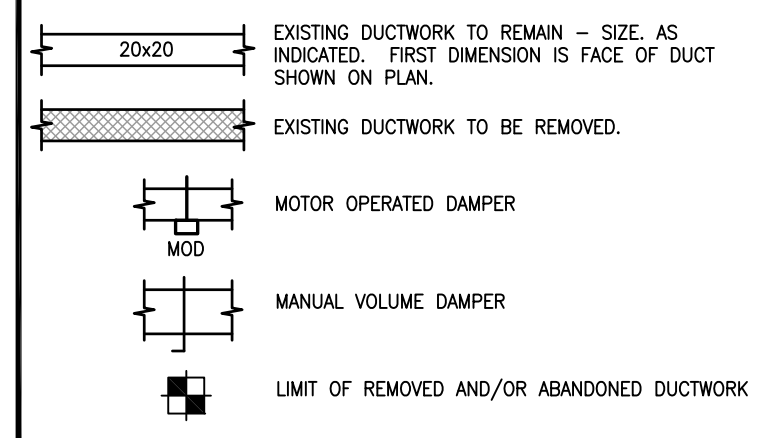 20x20
EXISTING DUCTWORK TO REMAIN – SIZE. AS
INDICATED. FIRST DIMENSION IS FACE OF DUCT
SHOWN ON PLAN.
EXISTING DUCTWORK TO BE REMOVED.
MOTOR OPERATED DAMPER
MOD
MANUAL VOLUME DAMPER
LIMIT OF REMOVED AND/OR ABANDONED DUCTWORK